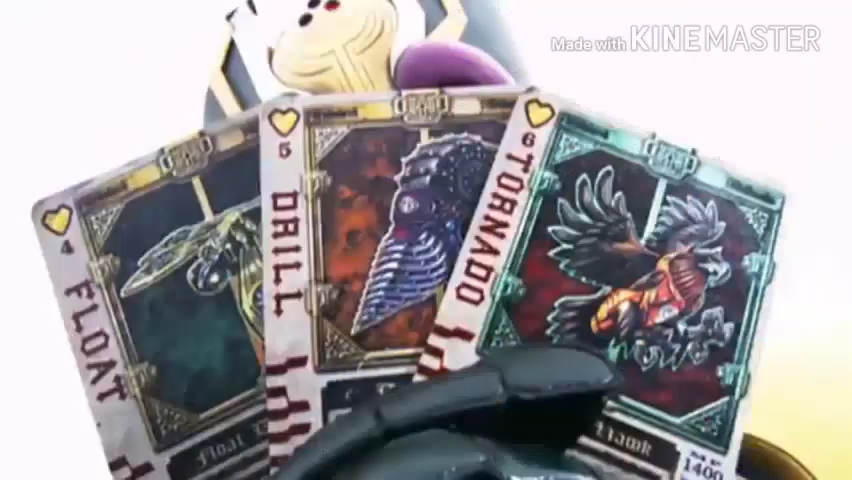 Made with KINEMASTER
4
FLOAT
Float
5
DRILL
6
TORNADO
Hawk
1400